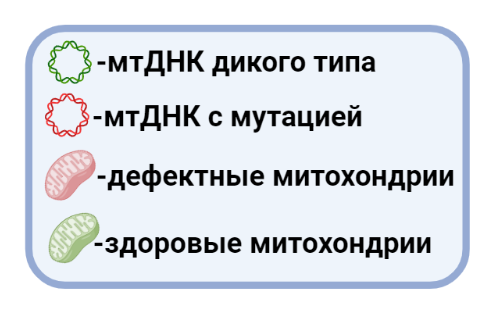 -мтДНК дикого типа
-мтДНК с мутацией
-дефектные митохондрии
-здоровые митохондрии